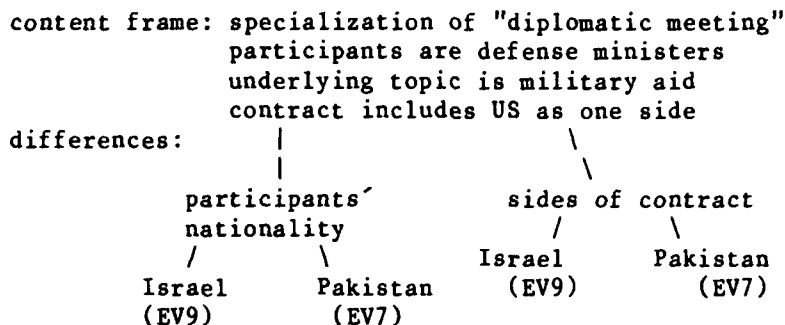 content frame: specialization of "diplomatic meeting"
participants are defense ministers
underlying topic is military aid
contract includes US as one side
differences:
participants´ sides of contract
nationality
Israel Pakistan
Israel Pakistan (EV9) (EV7)
(EV9) (EV7)